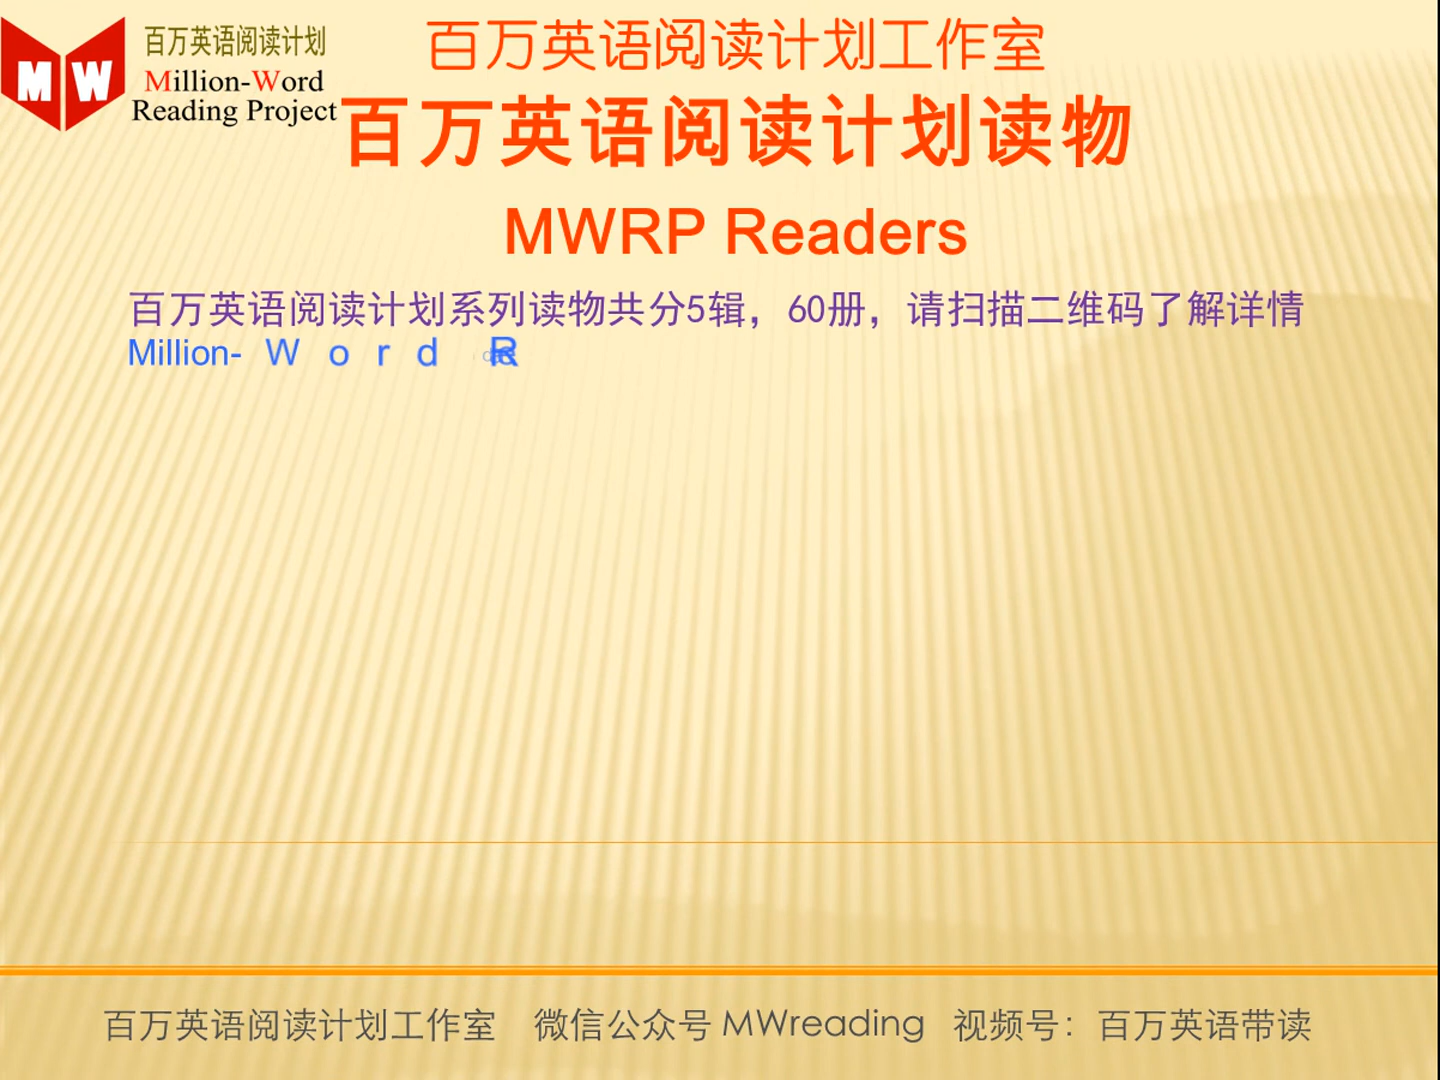 百万英语阅读计划
Million-Word
Reading Project
MW
百万英语阅读计划工作室
百万英语阅读计划读物
MWRP Readers
百万英语阅读计划系列读物共分5辑，60册，请扫描二维码了解详情
Million- W o r d R
百万英语阅读计划工作室 微信公众号 MWreading 视频号：百万英语带读